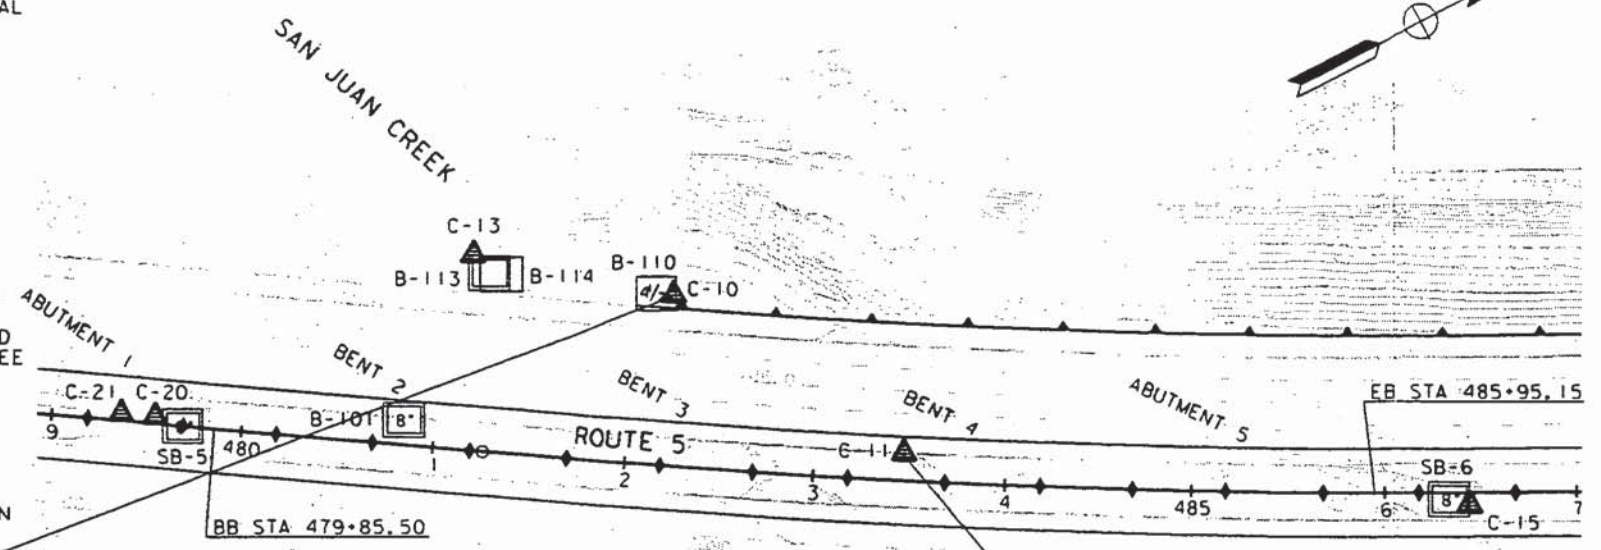 AL
SAN JUAN CREEK
C-13
B-113
B-114
B-110
4/-
C-10
ABUTMENT 1
D
EE
BENT 2
BENT 3
BENT 4
ABUTMENT 5
EB STA 485+95.15
C-21
C-20
B-101
8"
9
SB-5
480
1
ROUTE 5
2
C-11
3
4
485
6
7
SB-6
8"
C-15
N
BB STA 479+85.50